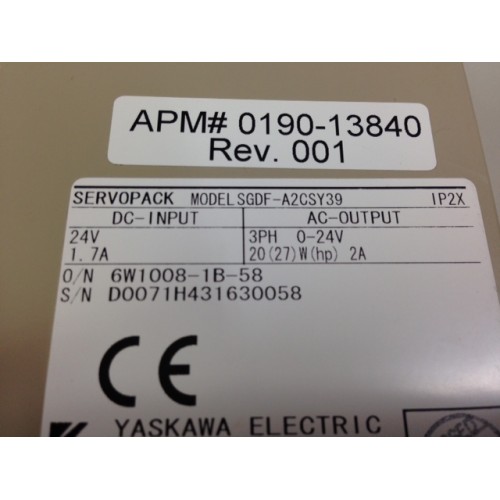 APM# 0190-13840
Rev. 001
SERVOPACK MODEL SGDF-A2CSY39 IP2X
DC-INPUT AC-OUTPUT
24V 3PH 0-24V
1.7A 20(27)W(hp) 2A
O/N 6W1008-1B-58
S/N D0071H431630058
CE
YASKAWA ELECTRIC